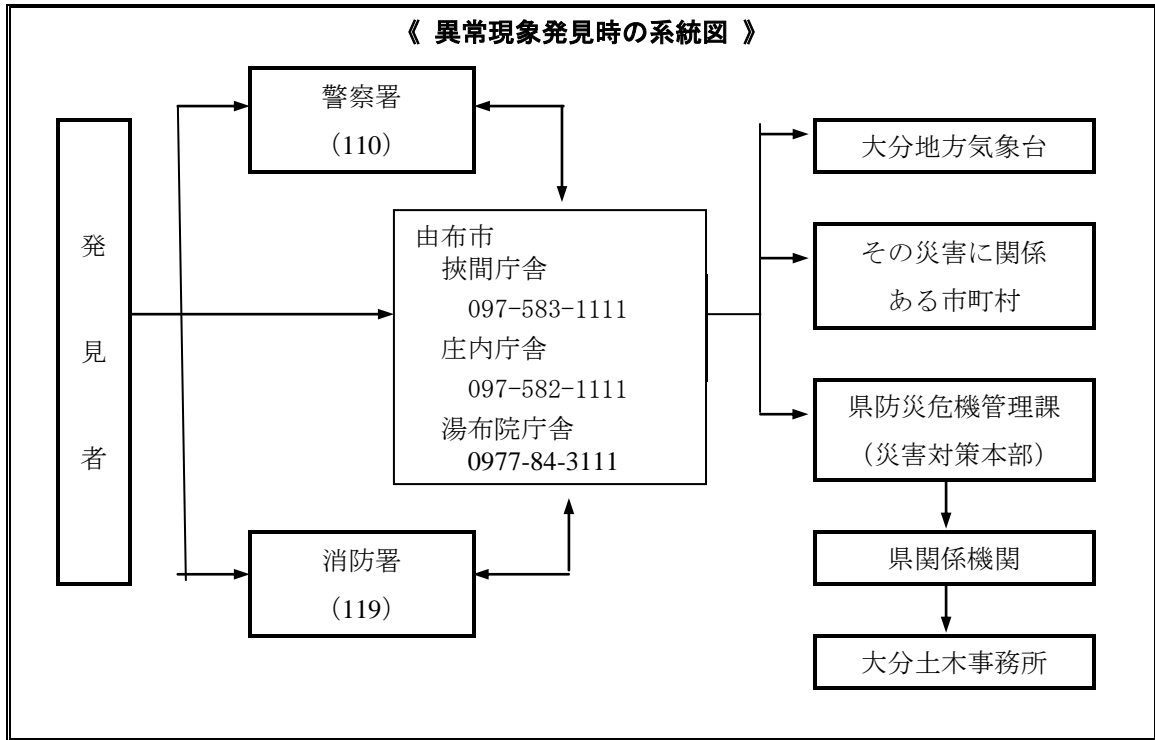 《 異常現象発見時の系統図 》
発
見
者
警察署
（110）
由布市
挾間庁舎
097-583-1111
庄内庁舎
097-582-1111
湯布院庁舎
0977-84-3111
消防署
（119）
大分地方気象台
その災害に関係
ある市町村
県防災危機管理課
（災害対策本部）
県関係機関
大分土木事務所